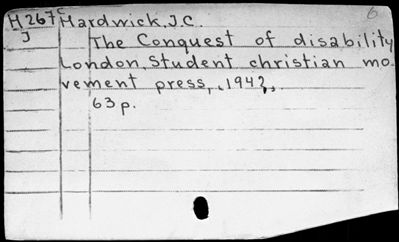 H267c Hardwick, J.C. 6
J The Conquest of disability
London, Student christian mo-
vement press, 1942,
63 p.